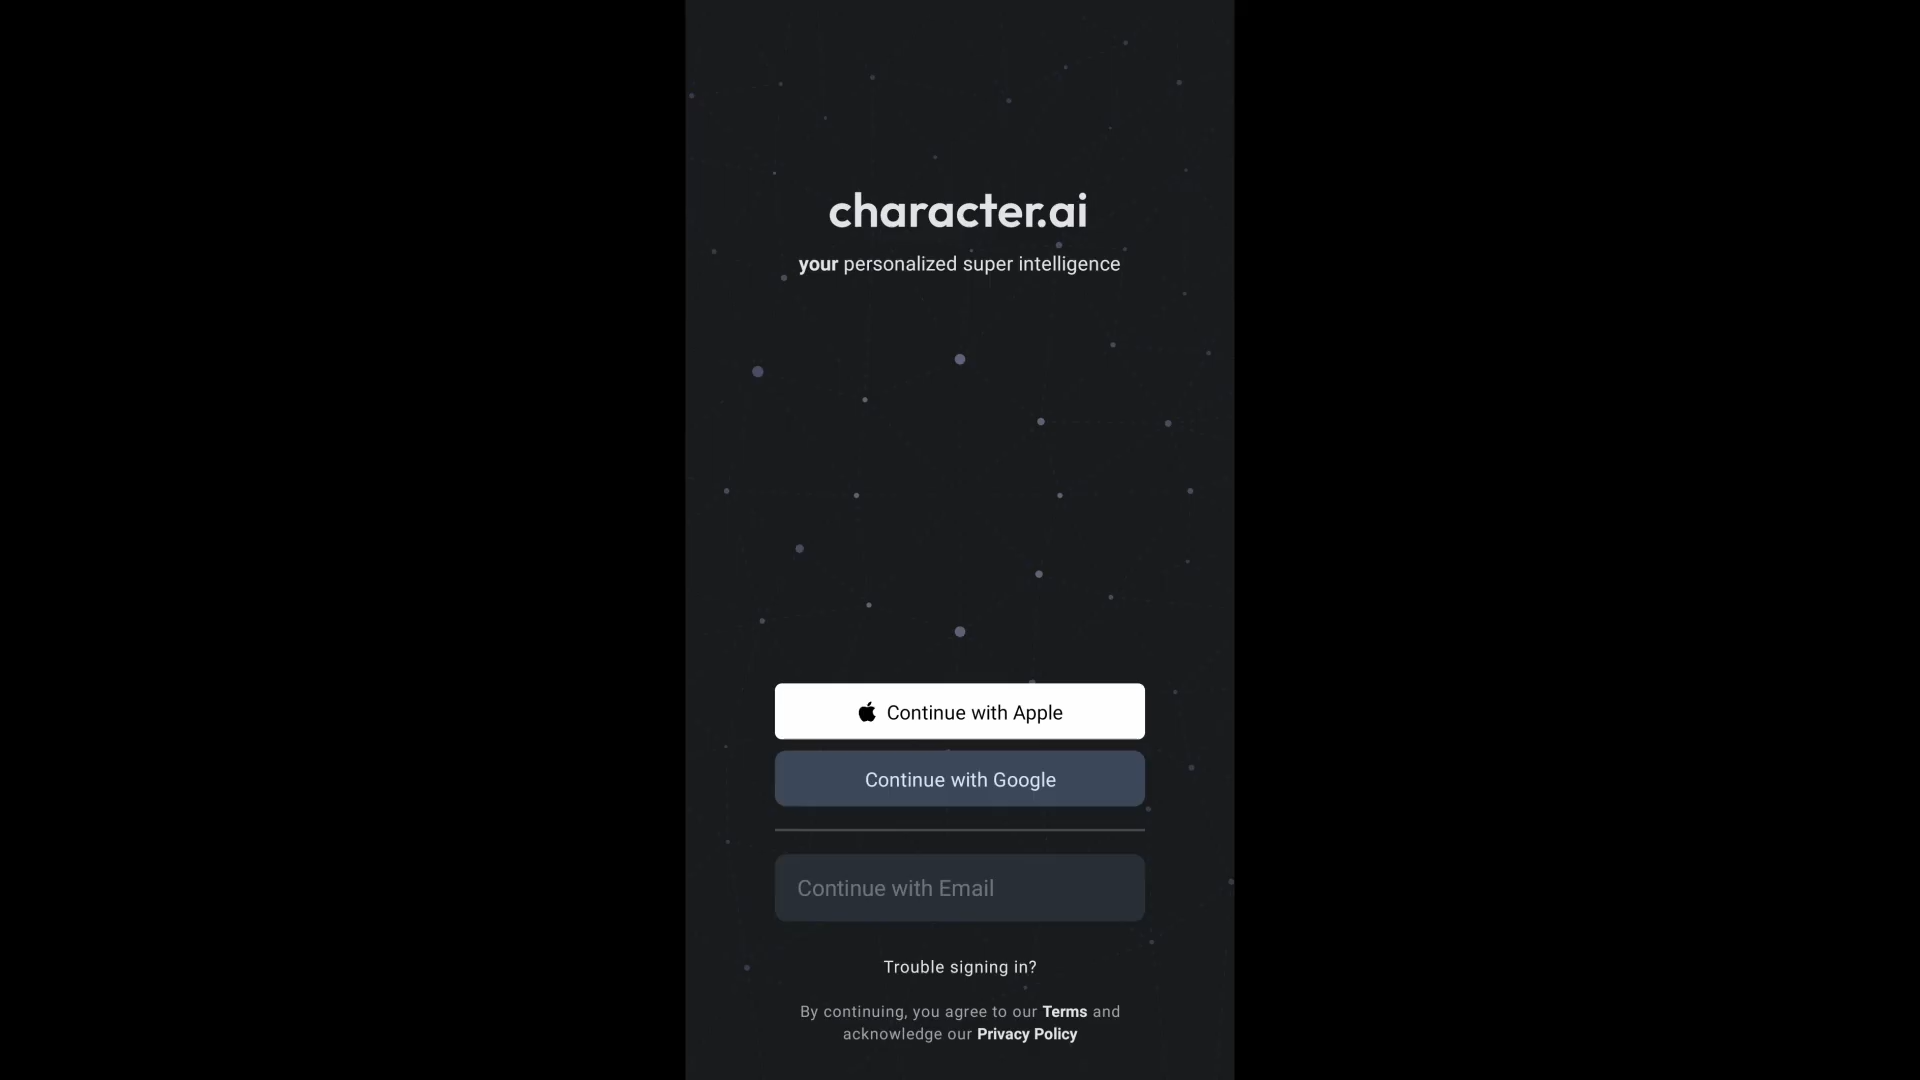 character.ai
your personalized super intelligence
Continue with Apple
Continue with Google
Continue with Email
Trouble signing in?
By continuing, you agree to our Terms and
acknowledge our Privacy Policy